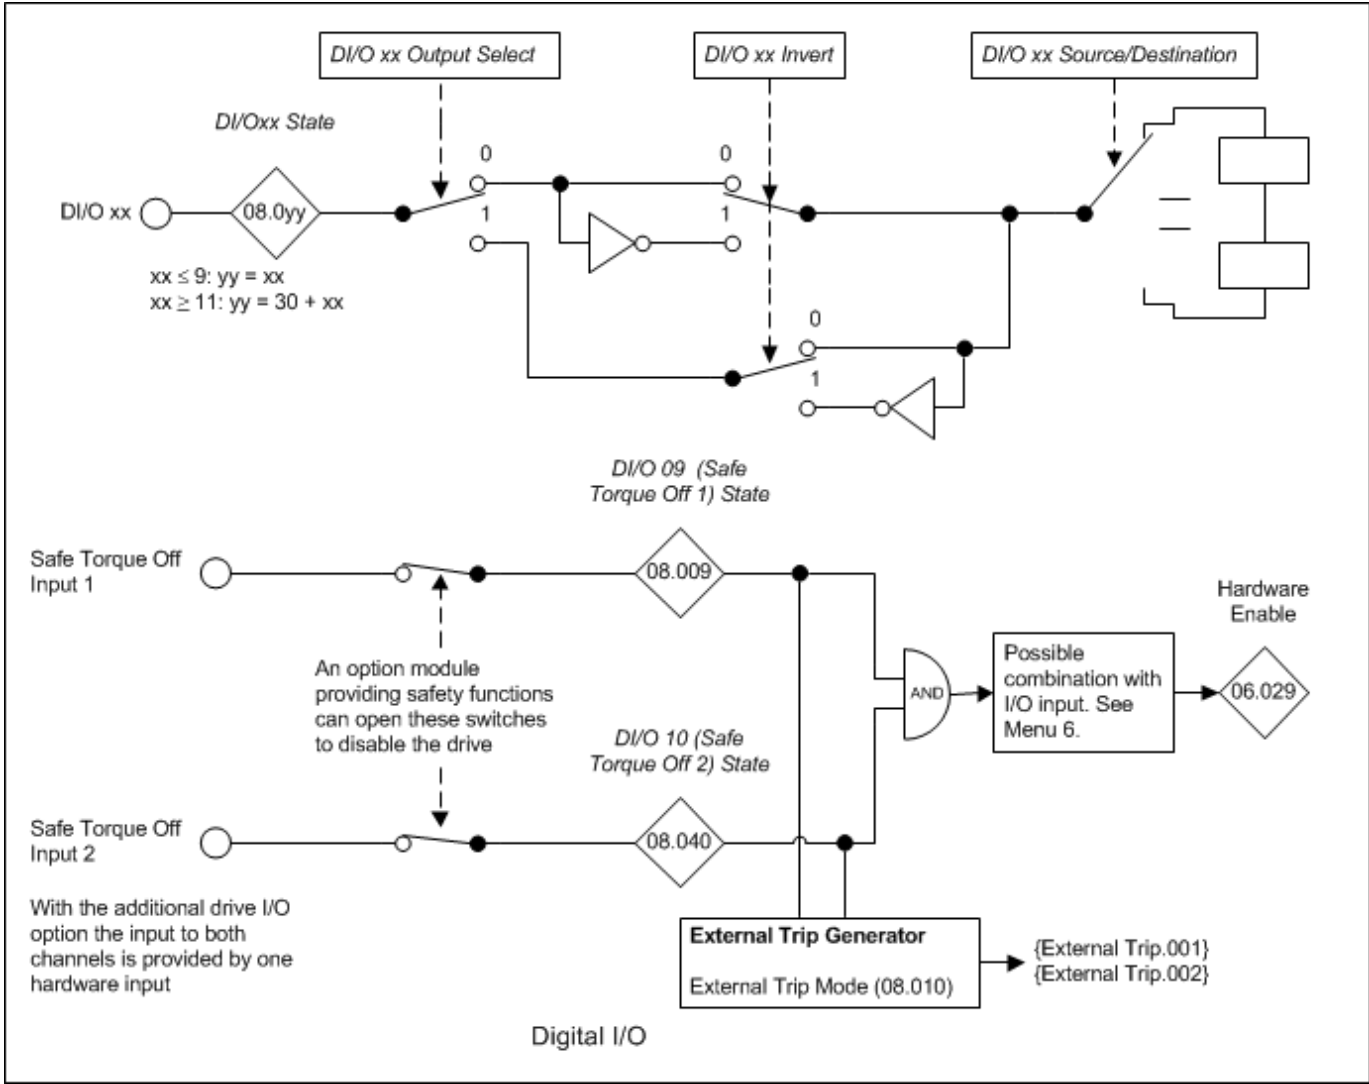 DI/O xx Output Select
DI/O xx Invert
DI/O xx Source/Destination
DI/Oxx State
0
0
DI/O xx
08.0yy
1
1
xx ≤ 9: yy = xx
xx ≥ 11: yy = 30 + xx
0
1
DI/O 09 (Safe
Torque Off 1) State
Safe Torque Off
Input 1
08.009
Hardware
Enable
An option module
providing safety functions
can open these switches
to disable the drive
AND
Possible
combination with
I/O input. See
Menu 6.
06.029
DI/O 10 (Safe
Torque Off 2) State
Safe Torque Off
Input 2
08.040
With the additional drive I/O
option the input to both
channels is provided by one
hardware input
External Trip Generator
External Trip Mode (08.010)
{External Trip.001}
{External Trip.002}
Digital I/O